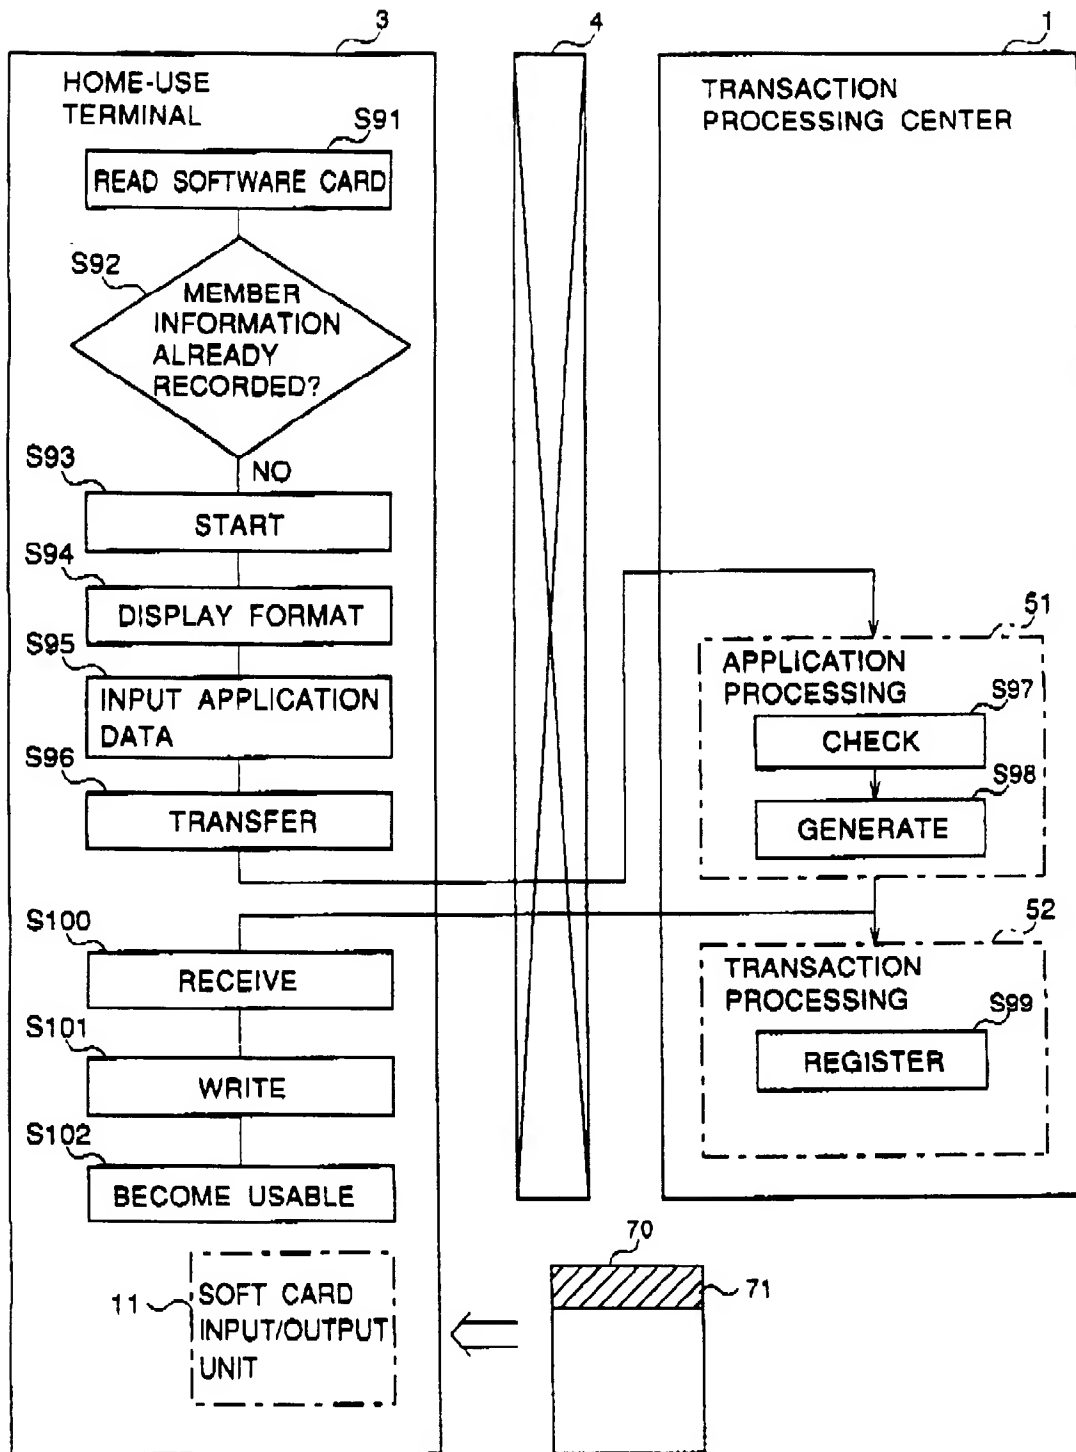 3
4
1
HOME-USE
TERMINAL
TRANSACTION
PROCESSING CENTER
S91
READ SOFTWARE CARD
S92
MEMBER
INFORMATION
ALREADY
RECORDED?
NO
S93
START
S94
DISPLAY FORMAT
S95
INPUT APPLICATION
DATA
S96
TRANSFER
51
APPLICATION
PROCESSING
S97
CHECK
S98
GENERATE
52
TRANSACTION
PROCESSING
S99
REGISTER
S100
RECEIVE
S101
WRITE
S102
BECOME USABLE
11
SOFT CARD
INPUT/OUTPUT
UNIT
70
71